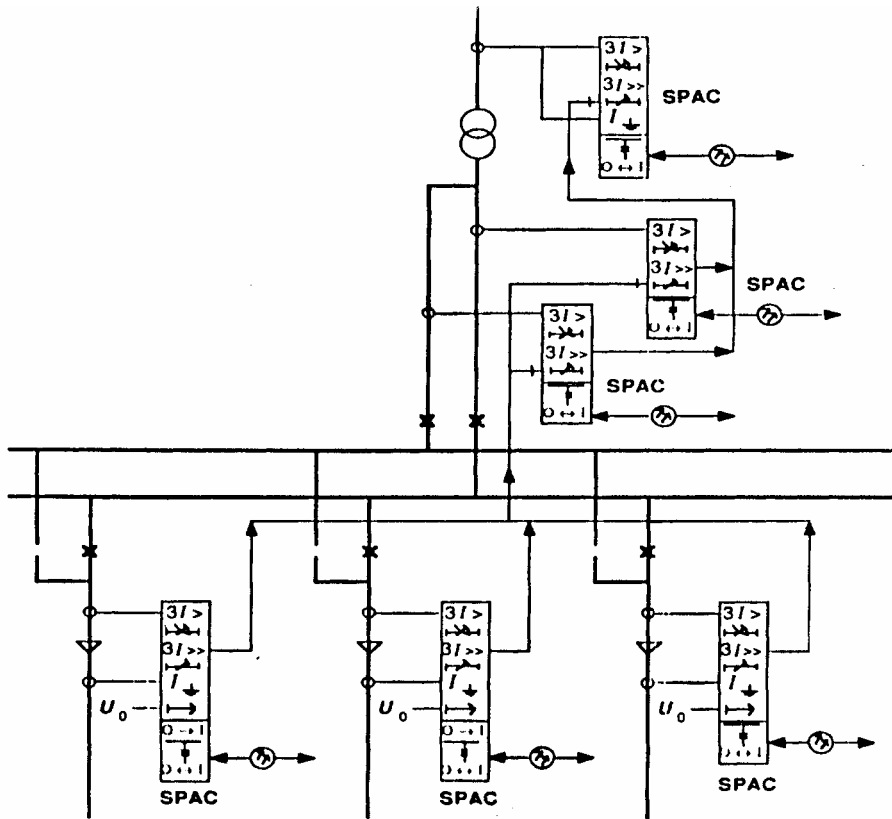 3I >
3I >>
SPAC
I
O ↔ I
3I >
3I >>
SPAC
O ↔ I
3I >
3I >>
SPAC
O ↔ I
3I >
3I >>
I
U₀
O → I
O ↔ I
SPAC
3I >
3I >>
I
U₀
O → I
O ↔ I
SPAC
3I >
3I >>
I
U₀
O ↔ I
SPAC